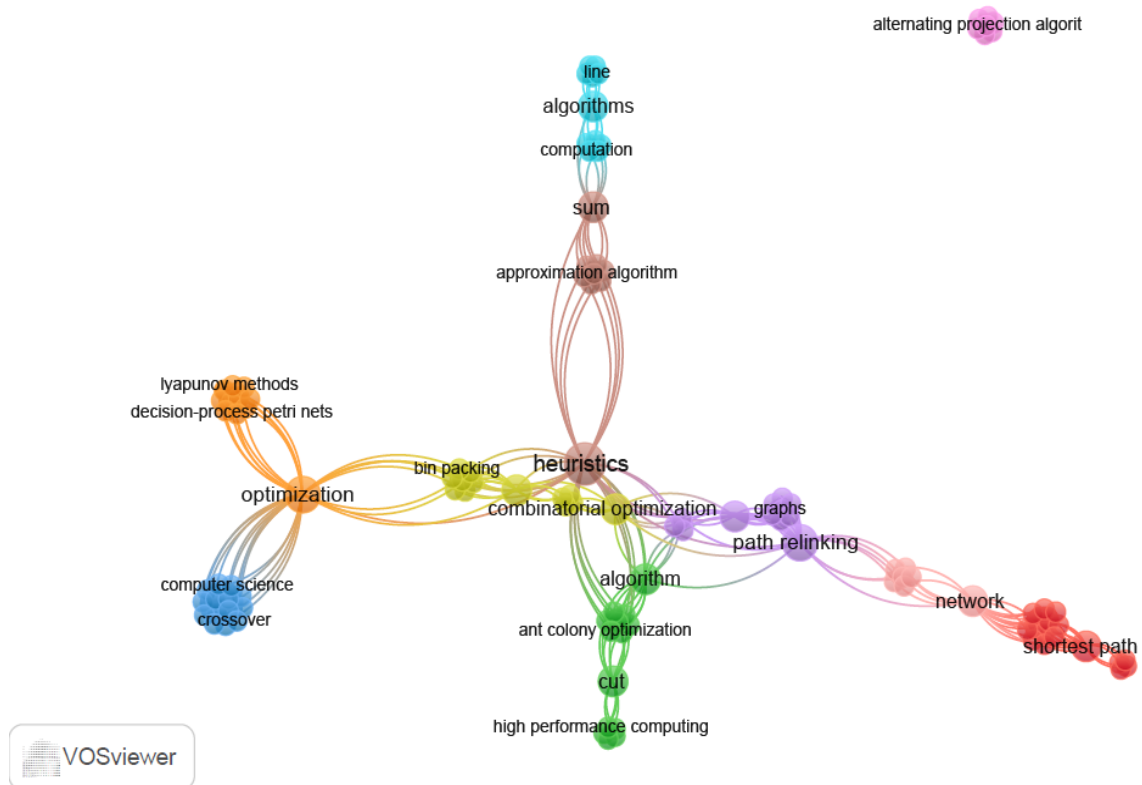 alternating projection algorit
line
algorithms
computation
sum
approximation algorithm
lyapunov methods
decision-process petri nets
heuristics
bin packing
optimization
combinatorial optimization
graphs
path relinking
algorithm
computer science
network
crossover
ant colony optimization
shortest path
cut
high performance computing
VOSviewer